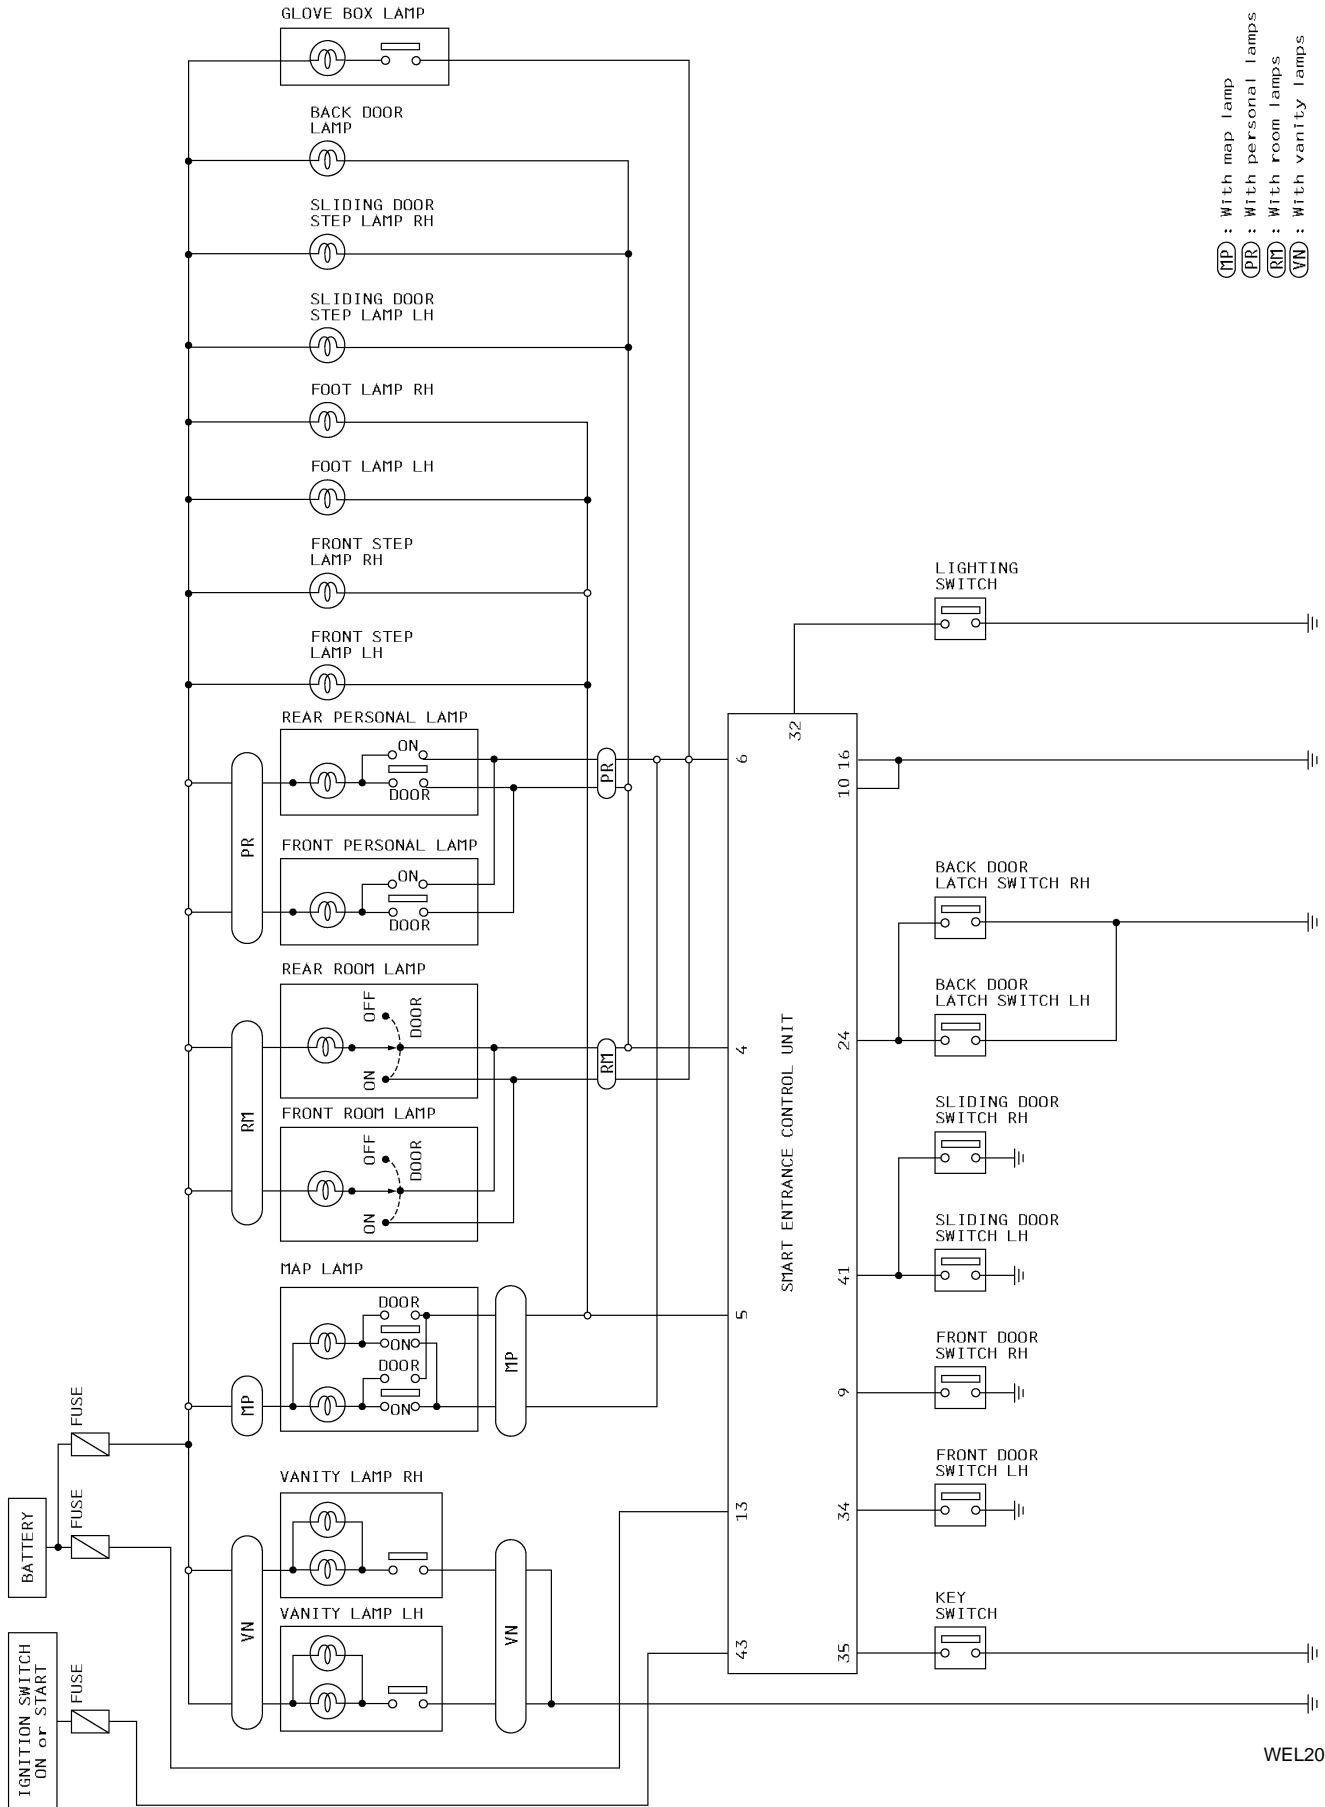 GLOVE BOX LAMP
BACK DOOR
LAMP
SLIDING DOOR
STEP LAMP RH
SLIDING DOOR
STEP LAMP LH
FOOT LAMP RH
FOOT LAMP LH
FRONT STEP
LAMP RH
FRONT STEP
LAMP LH
REAR PERSONAL LAMP
ON
DOOR
PR
PR
FRONT PERSONAL LAMP
ON
DOOR
REAR ROOM LAMP
OFF
DOOR
ON
RM
RM
FRONT ROOM LAMP
OFF
DOOR
ON
MAP LAMP
DOOR
ON
DOOR
ON
MP
MP
FUSE
VANITY LAMP RH
BATTERY
FUSE
VN
VN
VANITY LAMP LH
IGNITION SWITCH
ON or START
FUSE
SMART ENTRANCE CONTROL UNIT
6
4
5
13
43
32
10 16
24
41
9
34
35
LIGHTING
SWITCH
BACK DOOR
LATCH SWITCH RH
BACK DOOR
LATCH SWITCH LH
SLIDING DOOR
SWITCH RH
SLIDING DOOR
SWITCH LH
FRONT DOOR
SWITCH RH
FRONT DOOR
SWITCH LH
KEY
SWITCH
MP : With map lamp
PR : With personal lamps
RM : With room lamps
VN : With vanity lamps
WEL20